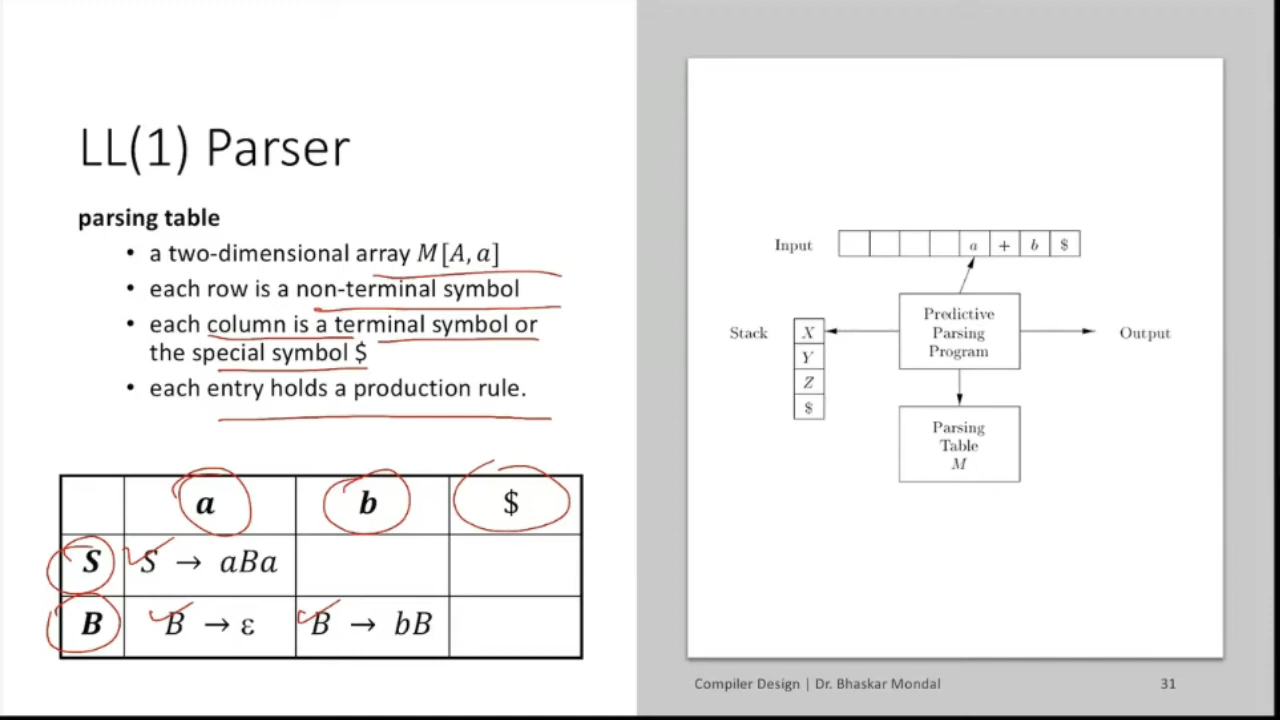 LL(1) Parser
parsing table
• a two-dimensional array M[A, a]
• each row is a non-terminal symbol
• each column is a terminal symbol or
the special symbol $
• each entry holds a production rule.
a b $
S S → aBa
B B → ε B → bB
Input a + b $
Predictive
Parsing
Program
Stack X Y Z $
Output
Parsing
Table
M
Compiler Design | Dr. Bhaskar Mondal 31